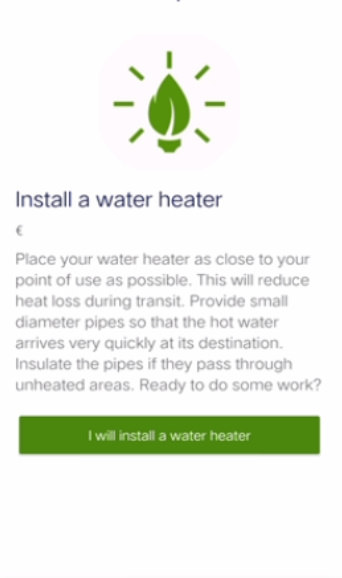 Install a water heater
€
Place your water heater as close to your
point of use as possible. This will reduce
heat loss during transit. Provide small
diameter pipes so that the hot water
arrives very quickly at its destination.
Insulate the pipes if they pass through
unheated areas. Ready to do some work?
I will install a water heater